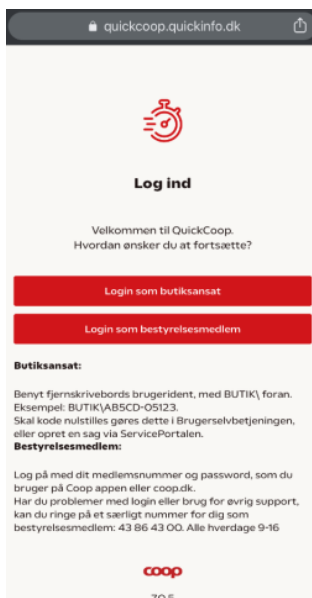 quickcoop.quickinfo.dk
Log ind
Velkommen til QuickCoop.
Hvordan ønsker du at fortsætte?
Login som butiksansat
Login som bestyrelsesmedlem
Butiksansat:
Benyt fjernskrivebords brugerident, med BUTIK\ foran.
Eksempel: BUTIK\AB5CD-05123.
Skal kode nulstilles gøres dette i Brugerselvbetjeningen,
eller opret en sag via ServicePortalen.
Bestyrelsesmedlem:
Log på med dit medlemsnummer og password, som du
bruger på Coop appen eller coop.dk.
Har du problemer med login eller brug for øvrig support,
kan du ringe på et særligt nummer for dig som
bestyrelsesmedlem: 43 86 43 00. Alle hverdage 9-16
coop